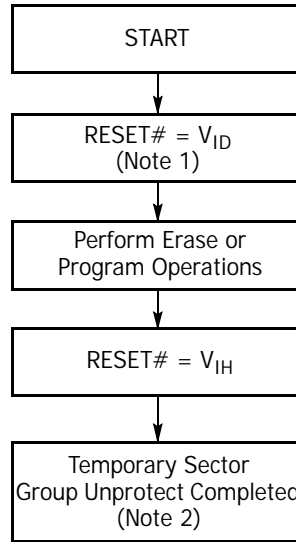 START
RESET# = VID
(Note 1)
Perform Erase or
Program Operations
RESET# = VIH
Temporary Sector
Group Unprotect Completed
(Note 2)